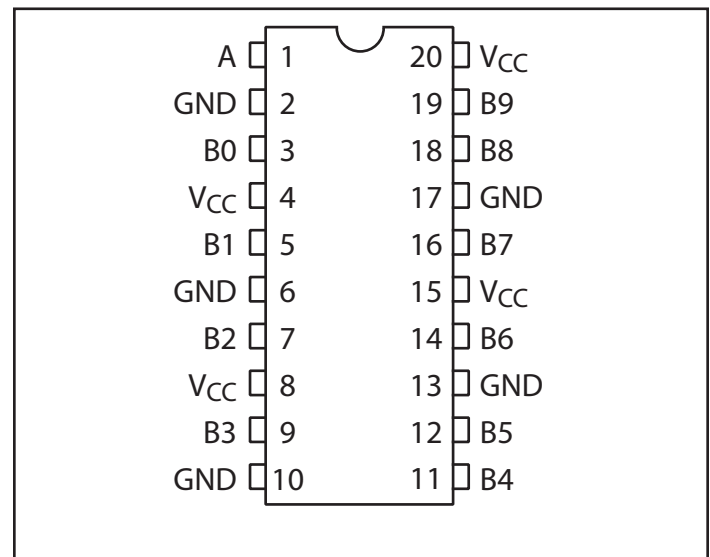 A 1 20 VCC
GND 2 19 B9
B0 3 18 B8
VCC 4 17 GND
B1 5 16 B7
GND 6 15 VCC
B2 7 14 B6
VCC 8 13 GND
B3 9 12 B5
GND 10 11 B4